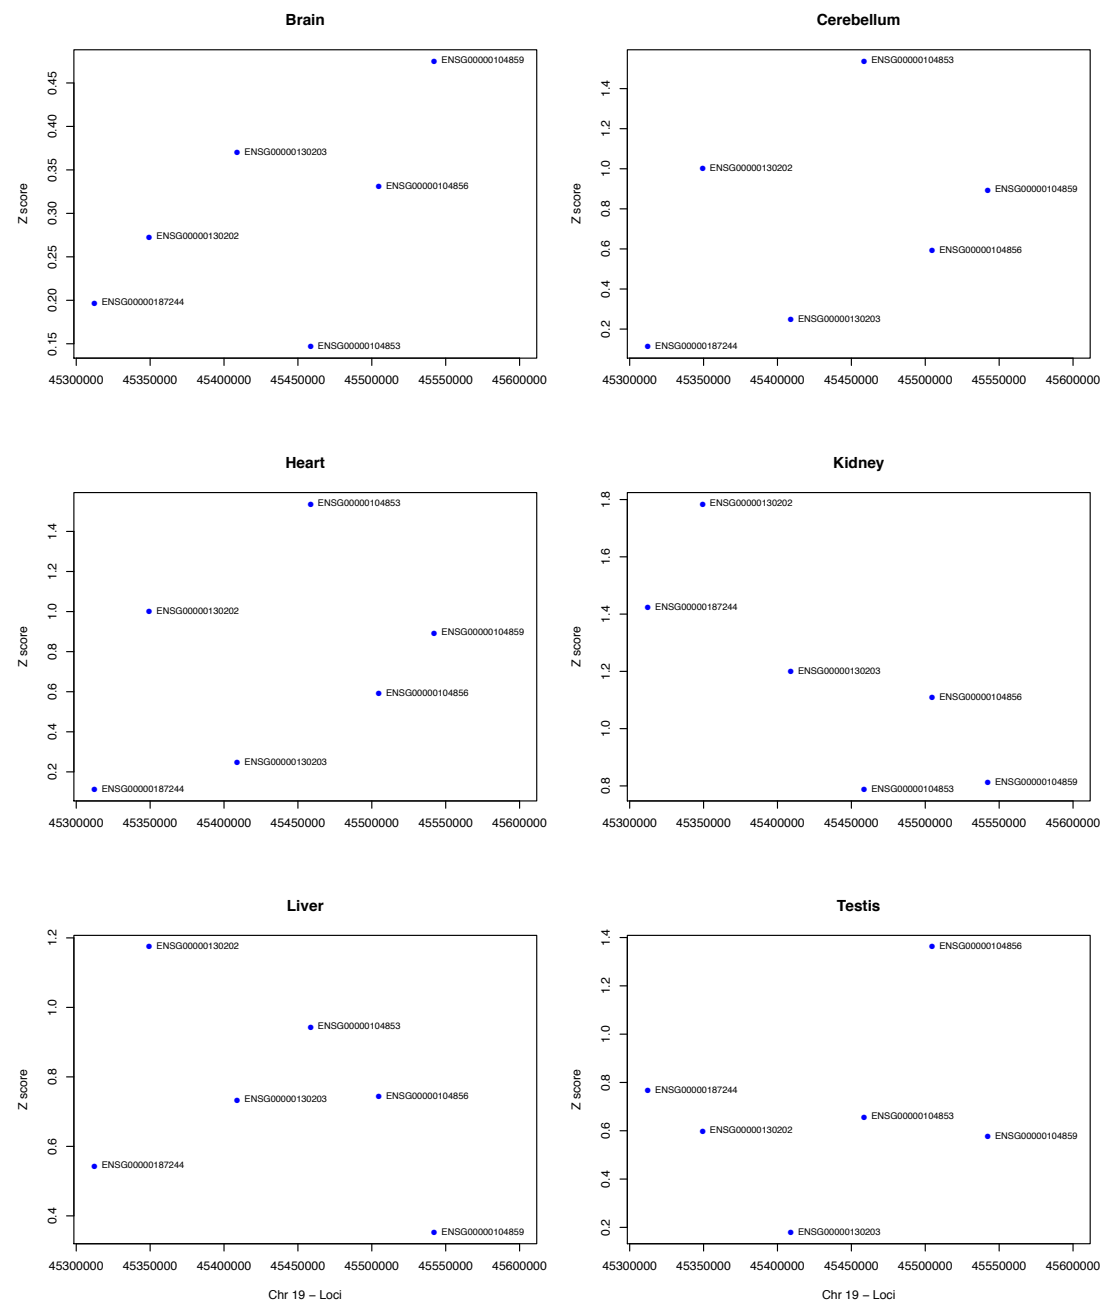 Brain
Z score
0.45
0.40
0.35
0.30
0.25
0.20
0.15
ENSG00000104859
ENSG00000130203
ENSG00000104856
ENSG00000130202
ENSG00000187244
ENSG00000104853
45300000 45350000 45400000 45450000 45500000 45550000 45600000
Cerebellum
Z score
1.4
1.2
1.0
0.8
0.6
0.4
0.2
ENSG00000104853
ENSG00000130202
ENSG00000104859
ENSG00000104856
ENSG00000130203
ENSG00000187244
45300000 45350000 45400000 45450000 45500000 45550000 45600000
Heart
Z score
1.4
1.2
1.0
0.8
0.6
0.4
0.2
ENSG00000104853
ENSG00000130202
ENSG00000104859
ENSG00000104856
ENSG00000130203
ENSG00000187244
45300000 45350000 45400000 45450000 45500000 45550000 45600000
Kidney
Z score
1.8
1.6
1.4
1.2
1.0
0.8
ENSG00000130202
ENSG00000187244
ENSG00000130203
ENSG00000104856
ENSG00000104859
ENSG00000104853
45300000 45350000 45400000 45450000 45500000 45550000 45600000
Liver
Z score
1.2
1.0
0.8
0.6
0.4
ENSG00000130202
ENSG00000104853
ENSG00000104856
ENSG00000130203
ENSG00000187244
ENSG00000104859
45300000 45350000 45400000 45450000 45500000 45550000 45600000
Chr 19 − Loci
Testis
Z score
1.4
1.2
1.0
0.8
0.6
0.4
0.2
ENSG00000104856
ENSG00000187244
ENSG00000104853
ENSG00000130202
ENSG00000104859
ENSG00000130203
45300000 45350000 45400000 45450000 45500000 45550000 45600000
Chr 19 − Loci